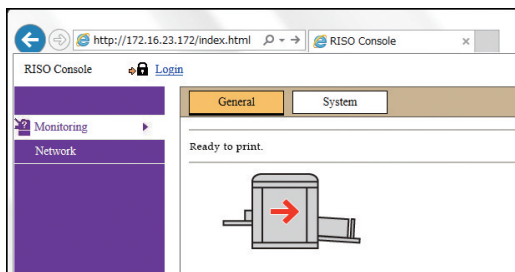 http://172.16.23.172/index.html RISO Console
RISO Console Login
General System
Monitoring
Network
Ready to print.